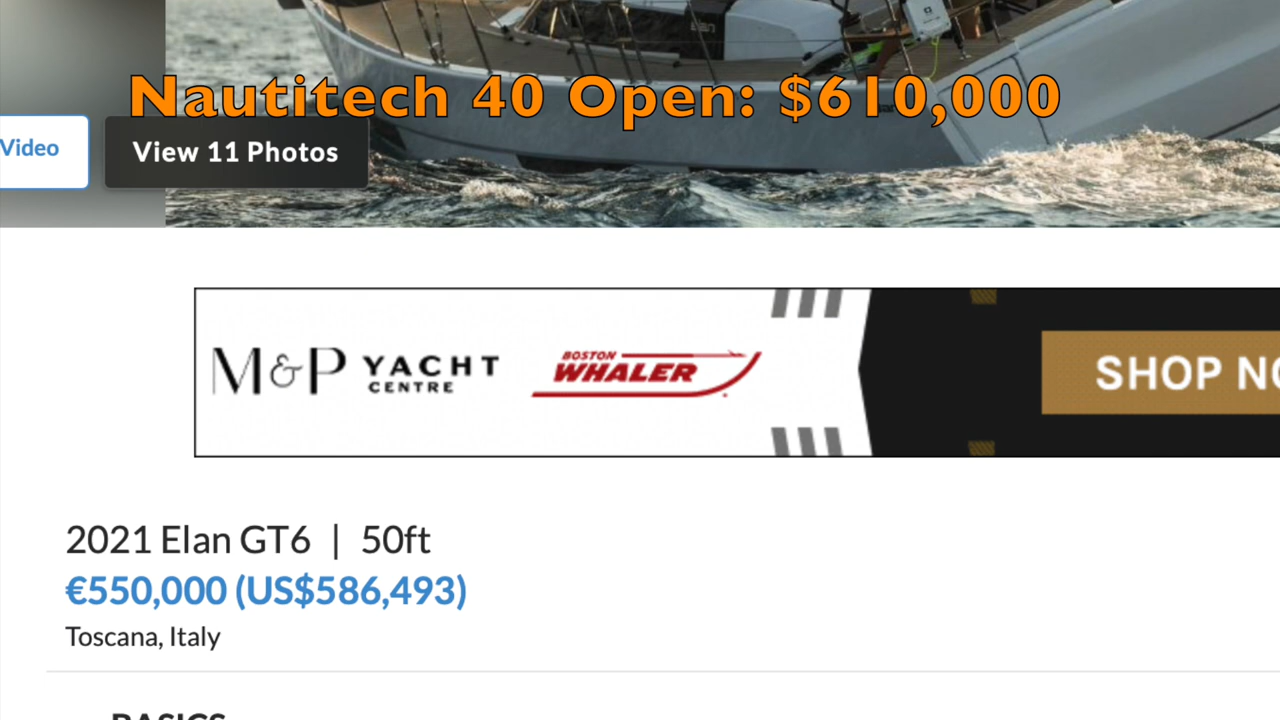 Nautitech 40 Open: $610,000
Video
View 11 Photos
M&P YACHT CENTRE
BOSTON WHALER
SHOP NO
2021 Elan GT6 | 50ft
€550,000 (US$586,493)
Toscana, Italy
BASICS